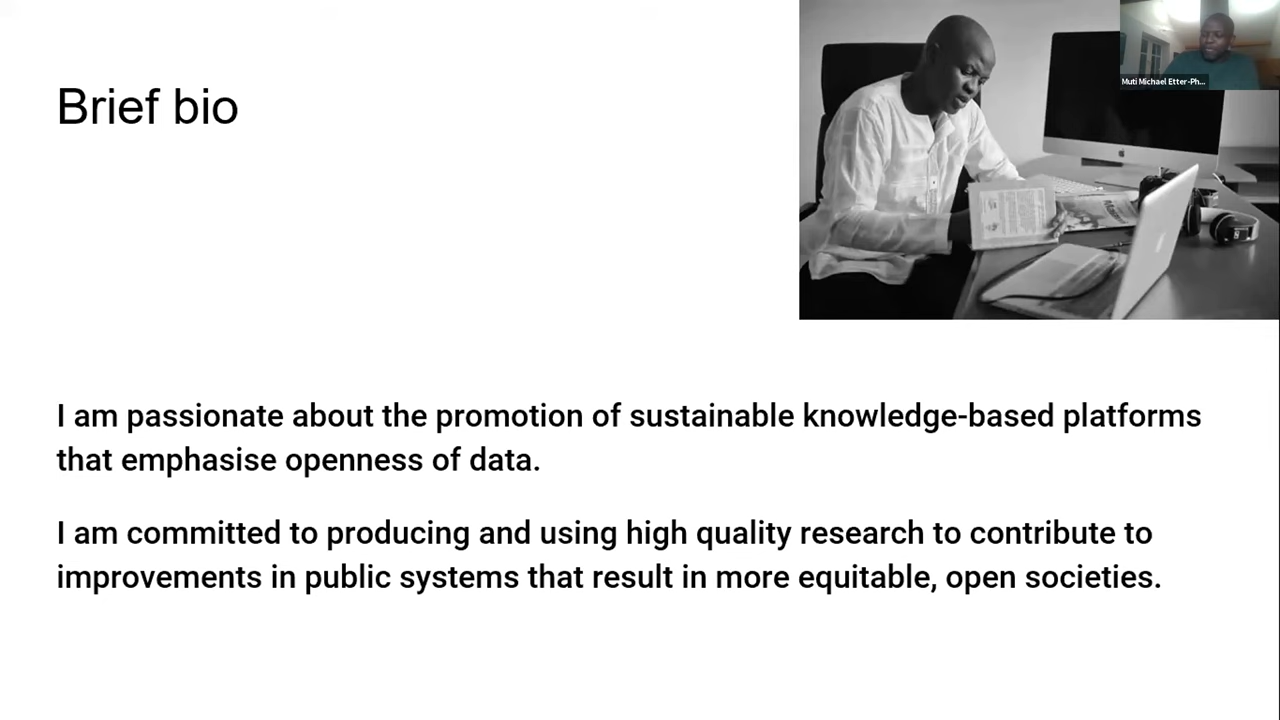 Brief bio
Muti Michael Etter-Ph...
I am passionate about the promotion of sustainable knowledge-based platforms
that emphasise openness of data.
I am committed to producing and using high quality research to contribute to
improvements in public systems that result in more equitable, open societies.